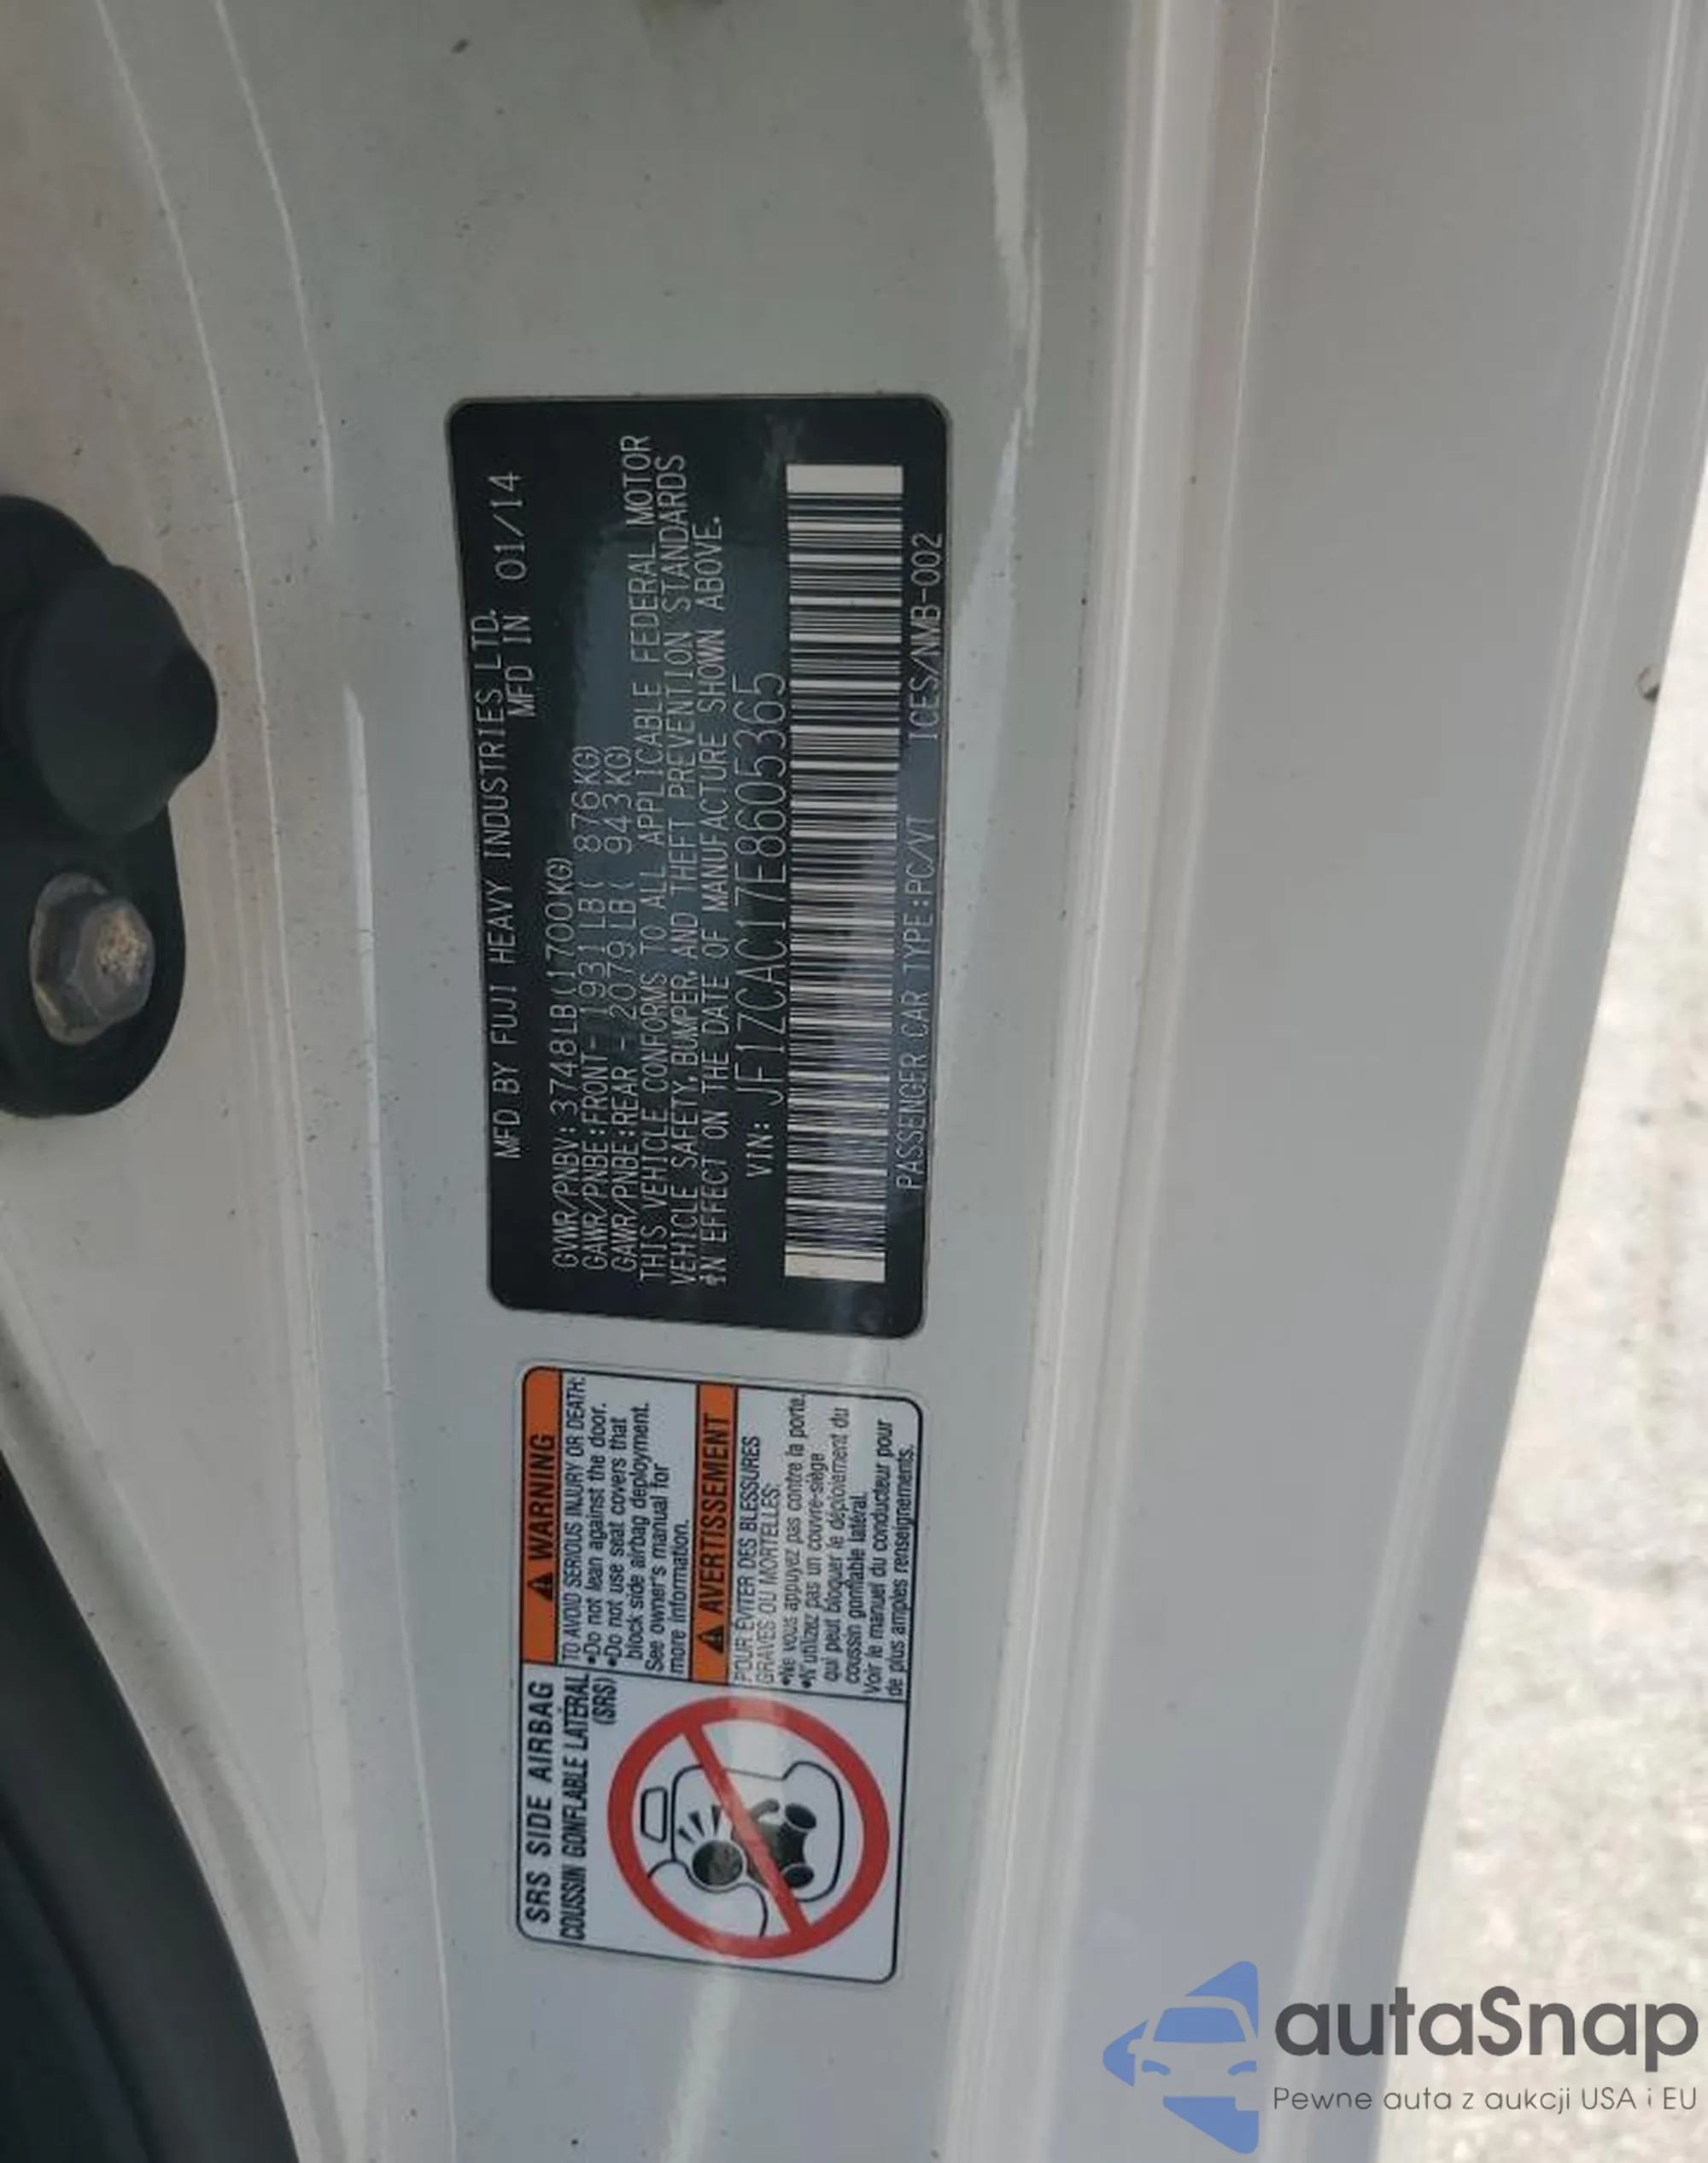 MFD BY FUJI HEAVY INDUSTRIES LTD.
MFD IN 01/14
GVWR/PNBV:3748LB(1700KG)
GAWR/PNBE:FRONT- 1931LB( 876KG)
GAWR/PNBE:REAR - 2079LB( 943KG)
THIS VEHICLE CONFORMS TO ALL APPLICABLE FEDERAL MOTOR
VEHICLE SAFETY, BUMPER, AND THEFT PREVENTION STANDARDS
IN EFFECT ON THE DATE OF MANUFACTURE SHOWN ABOVE.
VIN: JF1ZCAC17E8605365
PASSENGER CAR TYPE:PC/VT ICES/NMB-002
SRS SIDE AIRBAG
COUSSIN GONFLABLE LATÉRAL
(SRS)
WARNING
TO AVOID SERIOUS INJURY OR DEATH:
•Do not lean against the door.
•Do not use seat covers that
block side airbag deployment.
See owner's manual for
more information.
AVERTISSEMENT
POUR ÉVITER DES BLESSURES
GRAVES OU MORTELLES:
•Ne vous appuyez pas contre la porte.
•N'utilizez pas un couvre-siège
qui peut bloquer le déploiement du
coussin gonflable latéral.
Voir le manuel du conducteur pour
de plus amples renseignements.
autaSnap
Pewne auta z aukcji USA i EU